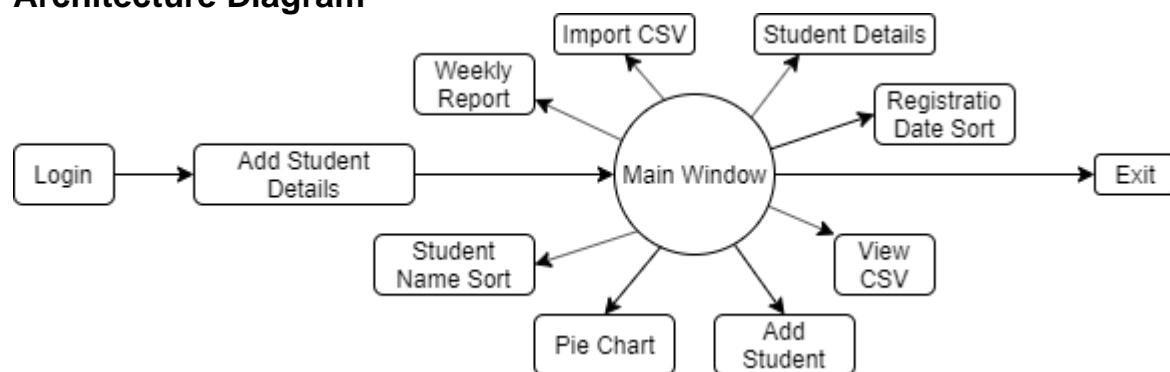 Architecture Diagram
Import CSV
Student Details
Weekly
Report
Registratio
Date Sort
Login
Add Student
Details
Main Window
Exit
Student
Name Sort
View
CSV
Pie Chart
Add
Student